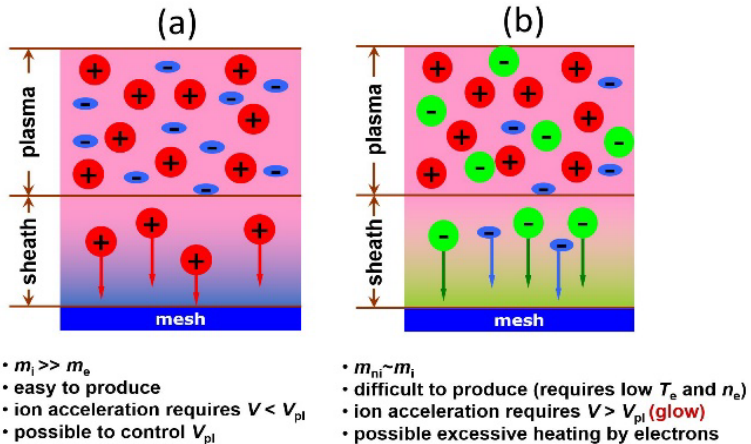 (a)
plasma
sheath
mesh
• mi >> me
• easy to produce
• ion acceleration requires V < Vpl
• possible to control Vpl
(b)
plasma
sheath
mesh
• mni~mi
• difficult to produce (requires low Te and ne)
• ion acceleration requires V > Vpl (glow)
• possible excessive heating by electrons